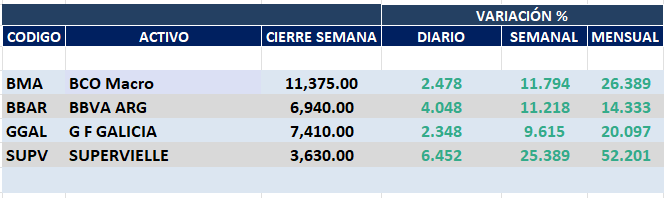 VARIACIÓN %
CODIGO ACTIVO CIERRE SEMANA DIARIO SEMANAL MENSUAL
BMA BCO Macro 11,375.00 2.478 11.794 26.389
BBAR BBVA ARG 6,940.00 4.048 11.218 14.333
GGAL G F GALICIA 7,410.00 2.348 9.615 20.097
SUPV SUPERVIELLE 3,630.00 6.452 25.389 52.201